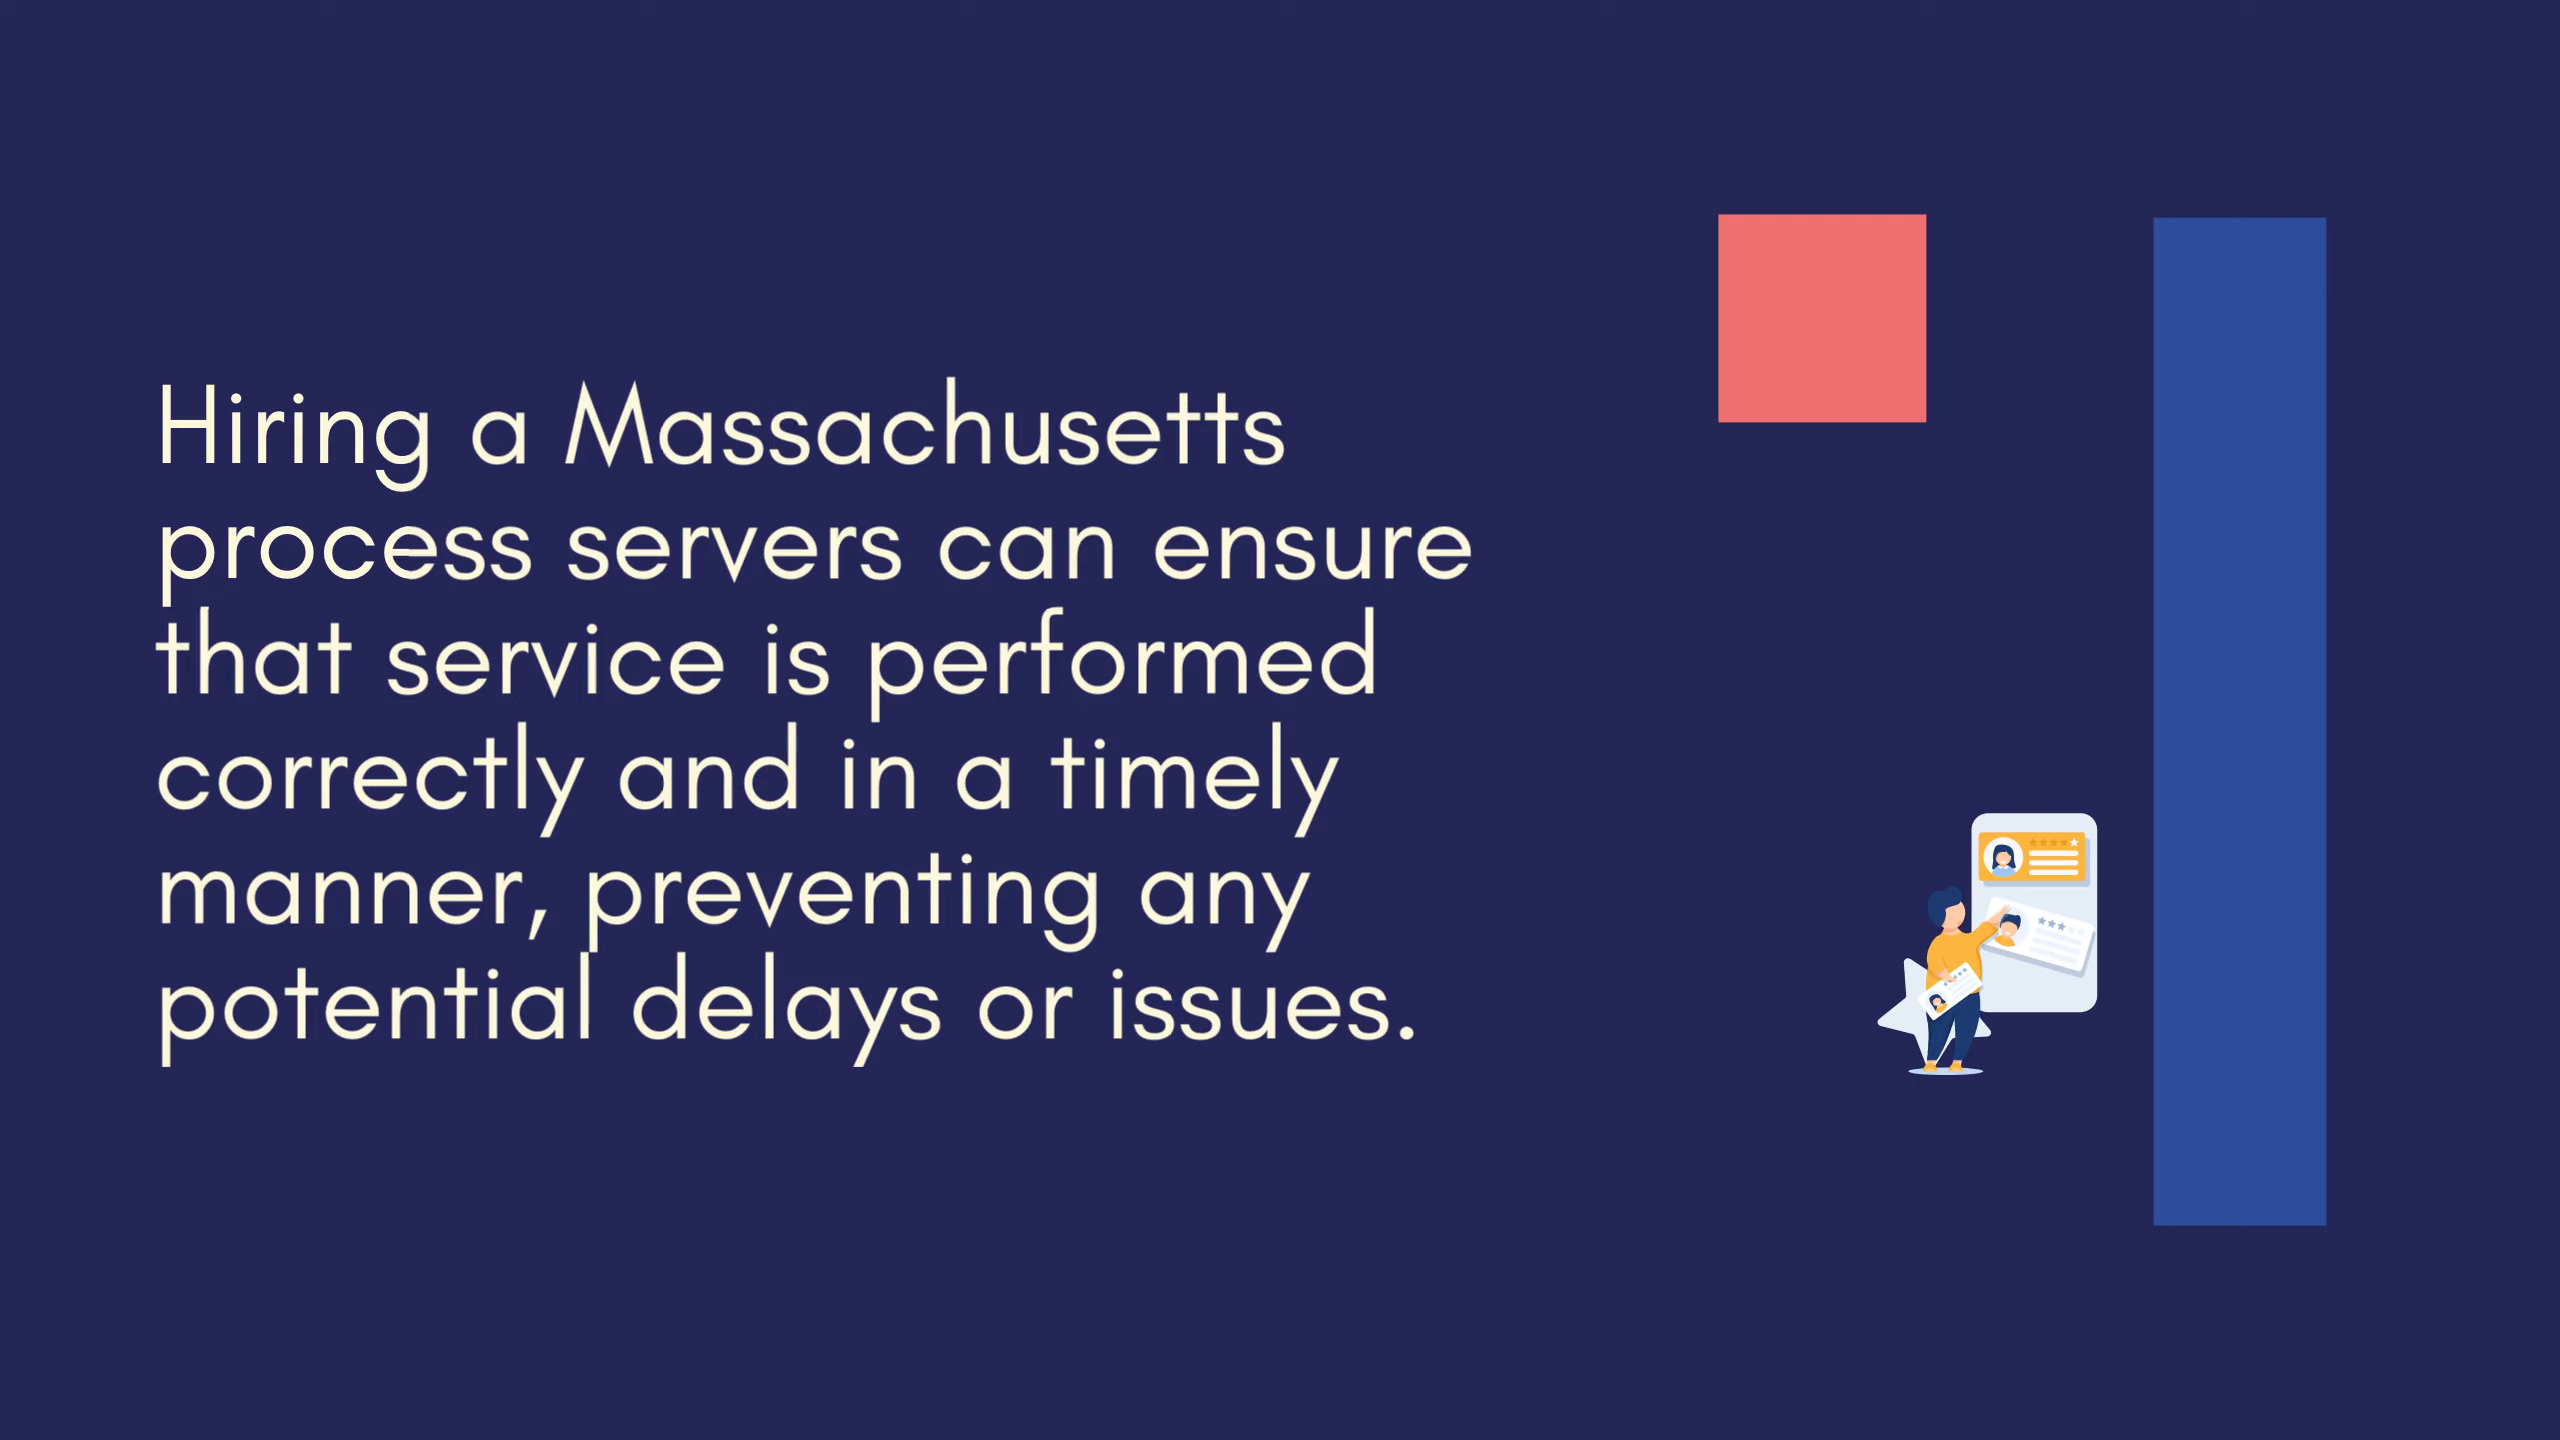 Hiring a Massachusetts
process servers can ensure
that service is performed
correctly and in a timely
manner, preventing any
potential delays or issues.